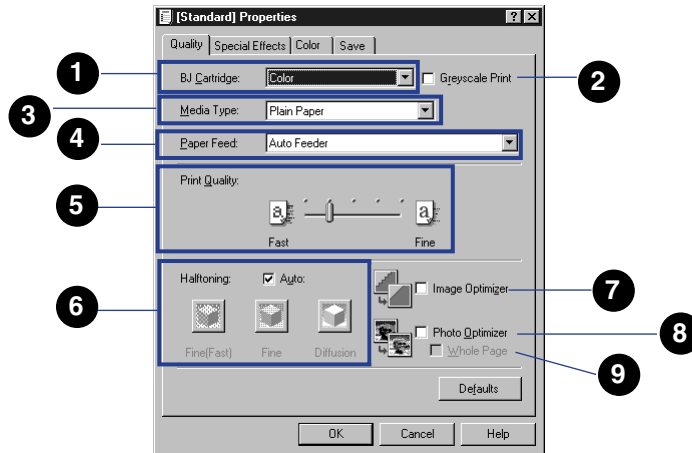 [Standard] Properties
Quality Special Effects Color Save
1 BJ Cartridge: Color Greyscale Print 2
3 Media Type: Plain Paper
4 Paper Feed: Auto Feeder
Print Quality:
5
a a
Fast Fine
Halftoning: Auto:
6 Image Optimizer 7
Photo Optimizer 8
Fine(Fast) Fine Diffusion Whole Page 9
Defaults
OK Cancel Help